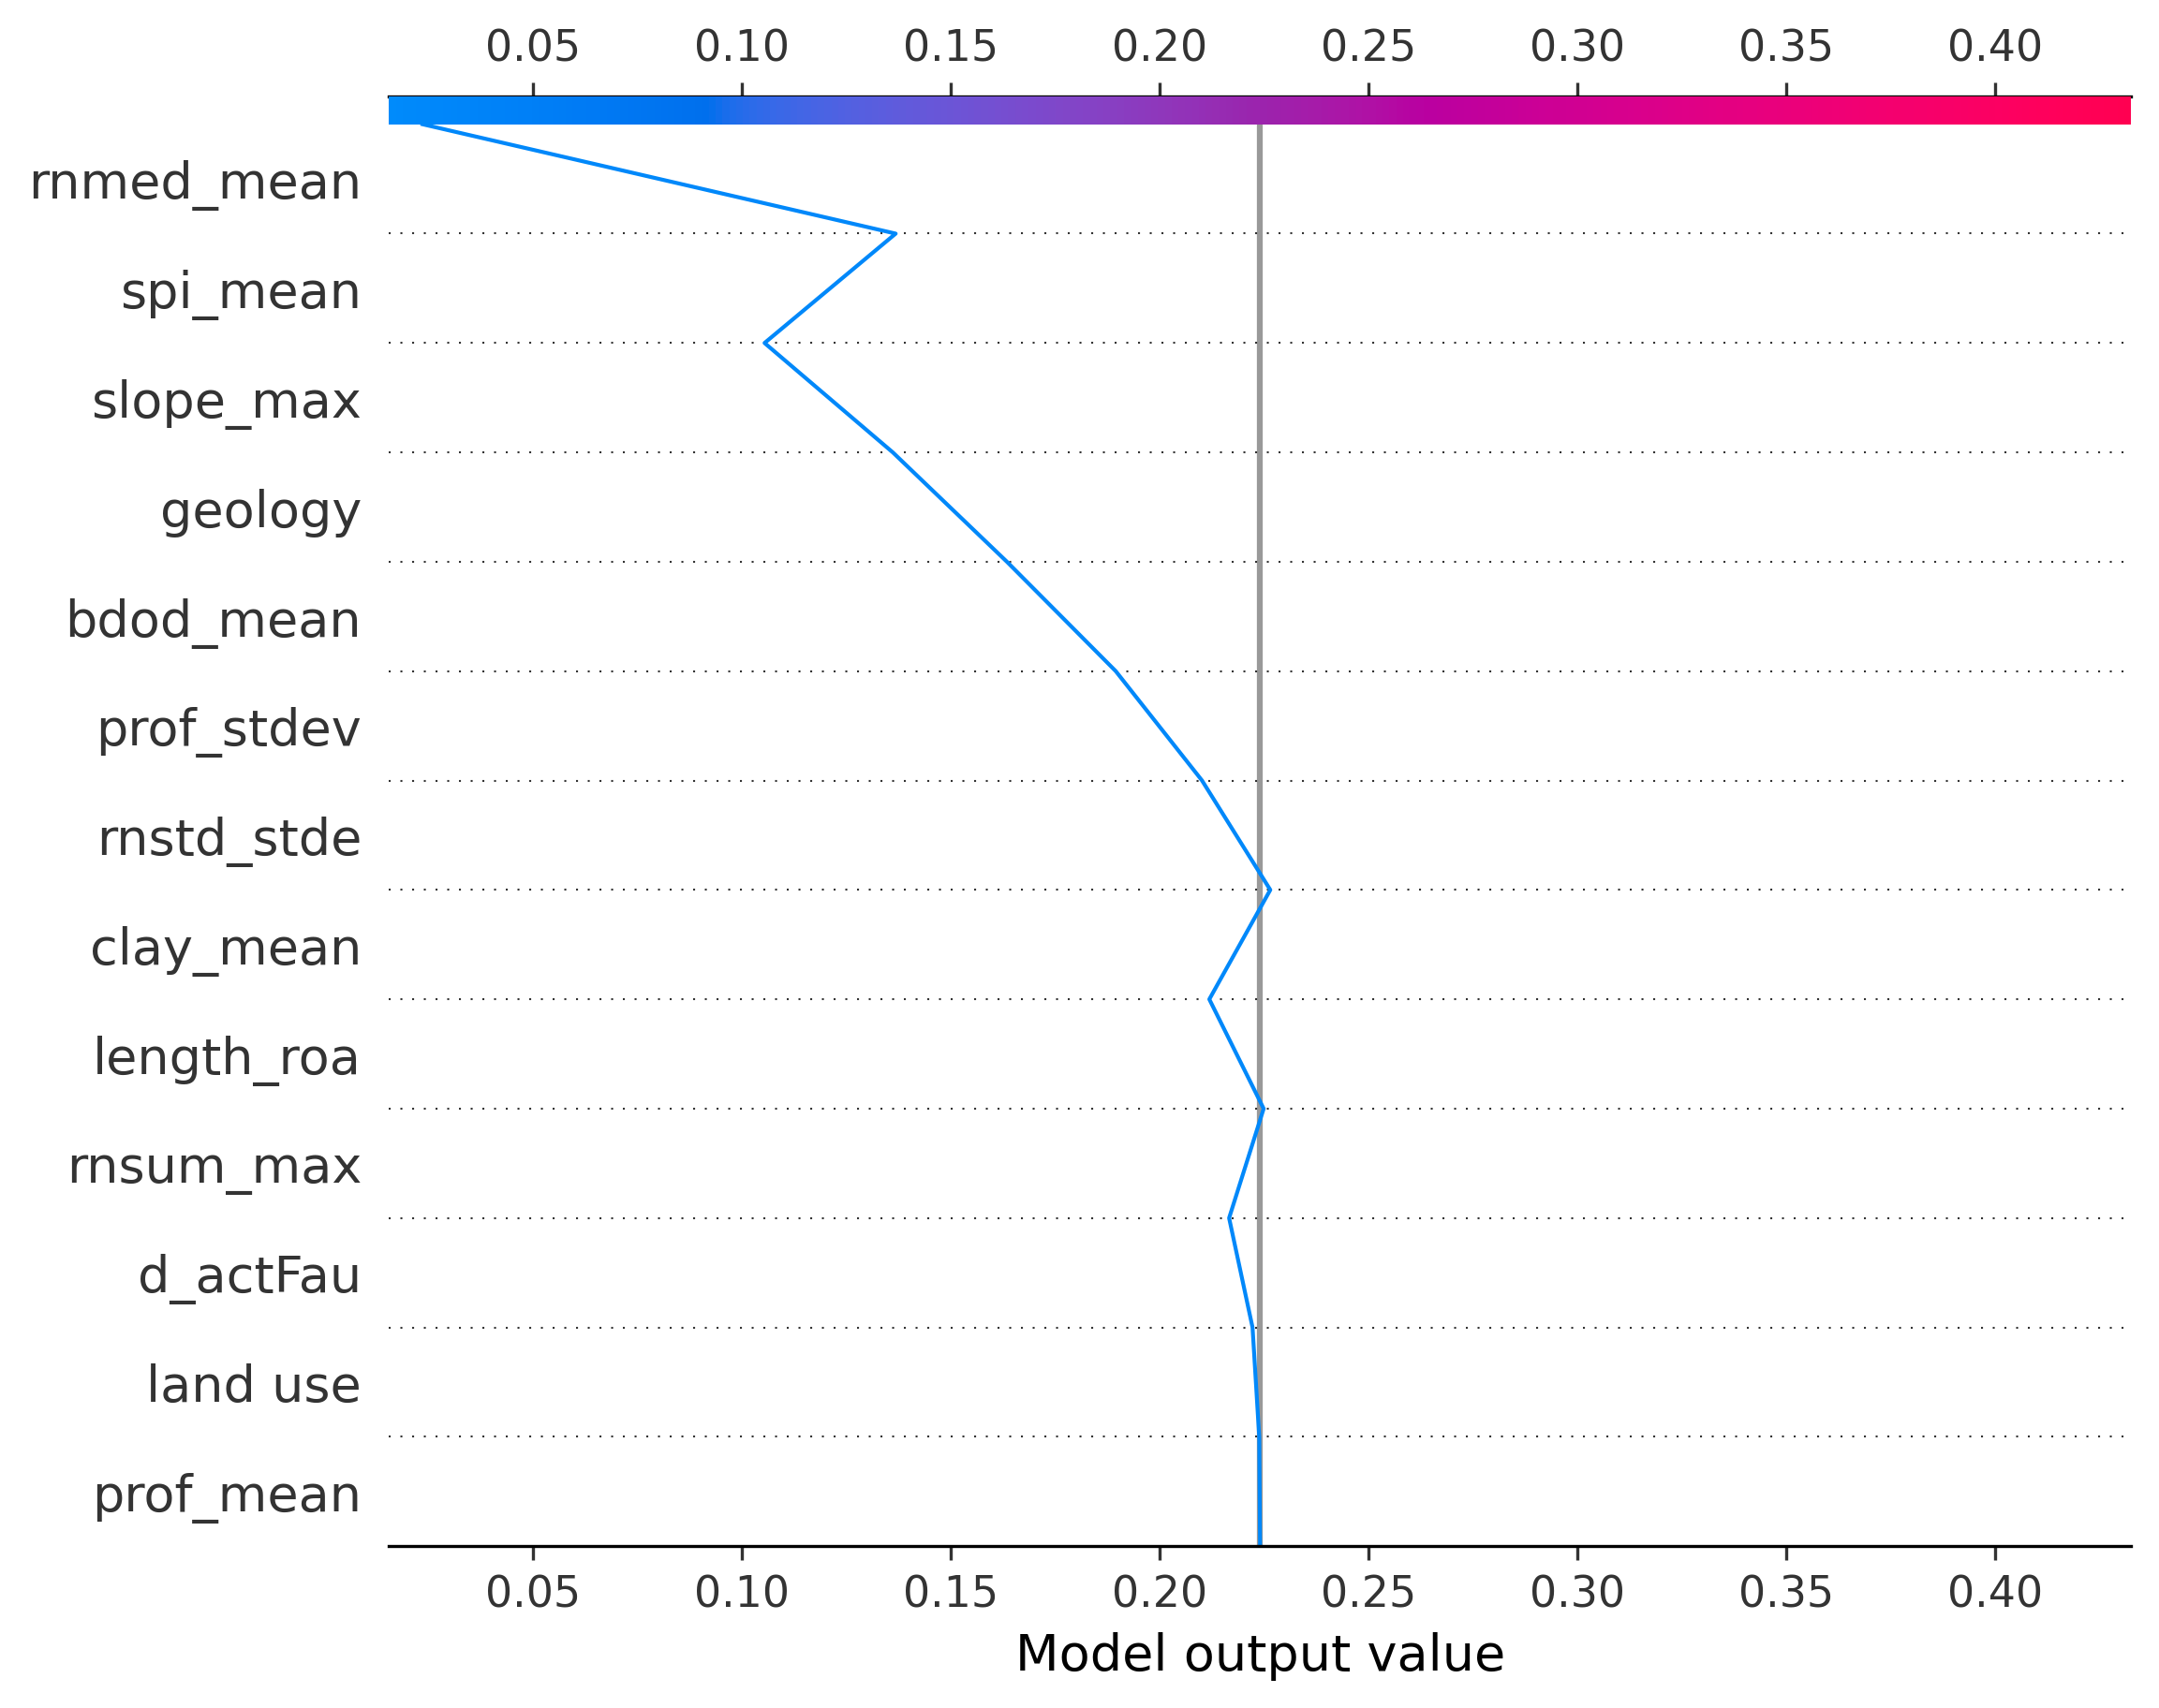 0.05 0.10 0.15 0.20 0.25 0.30 0.35 0.40
rnmed_mean
spi_mean
slope_max
geology
bdod_mean
prof_stdev
rnstd_stde
clay_mean
length_roa
rnsum_max
d_actFau
land use
prof_mean
0.05 0.10 0.15 0.20 0.25 0.30 0.35 0.40
Model output value